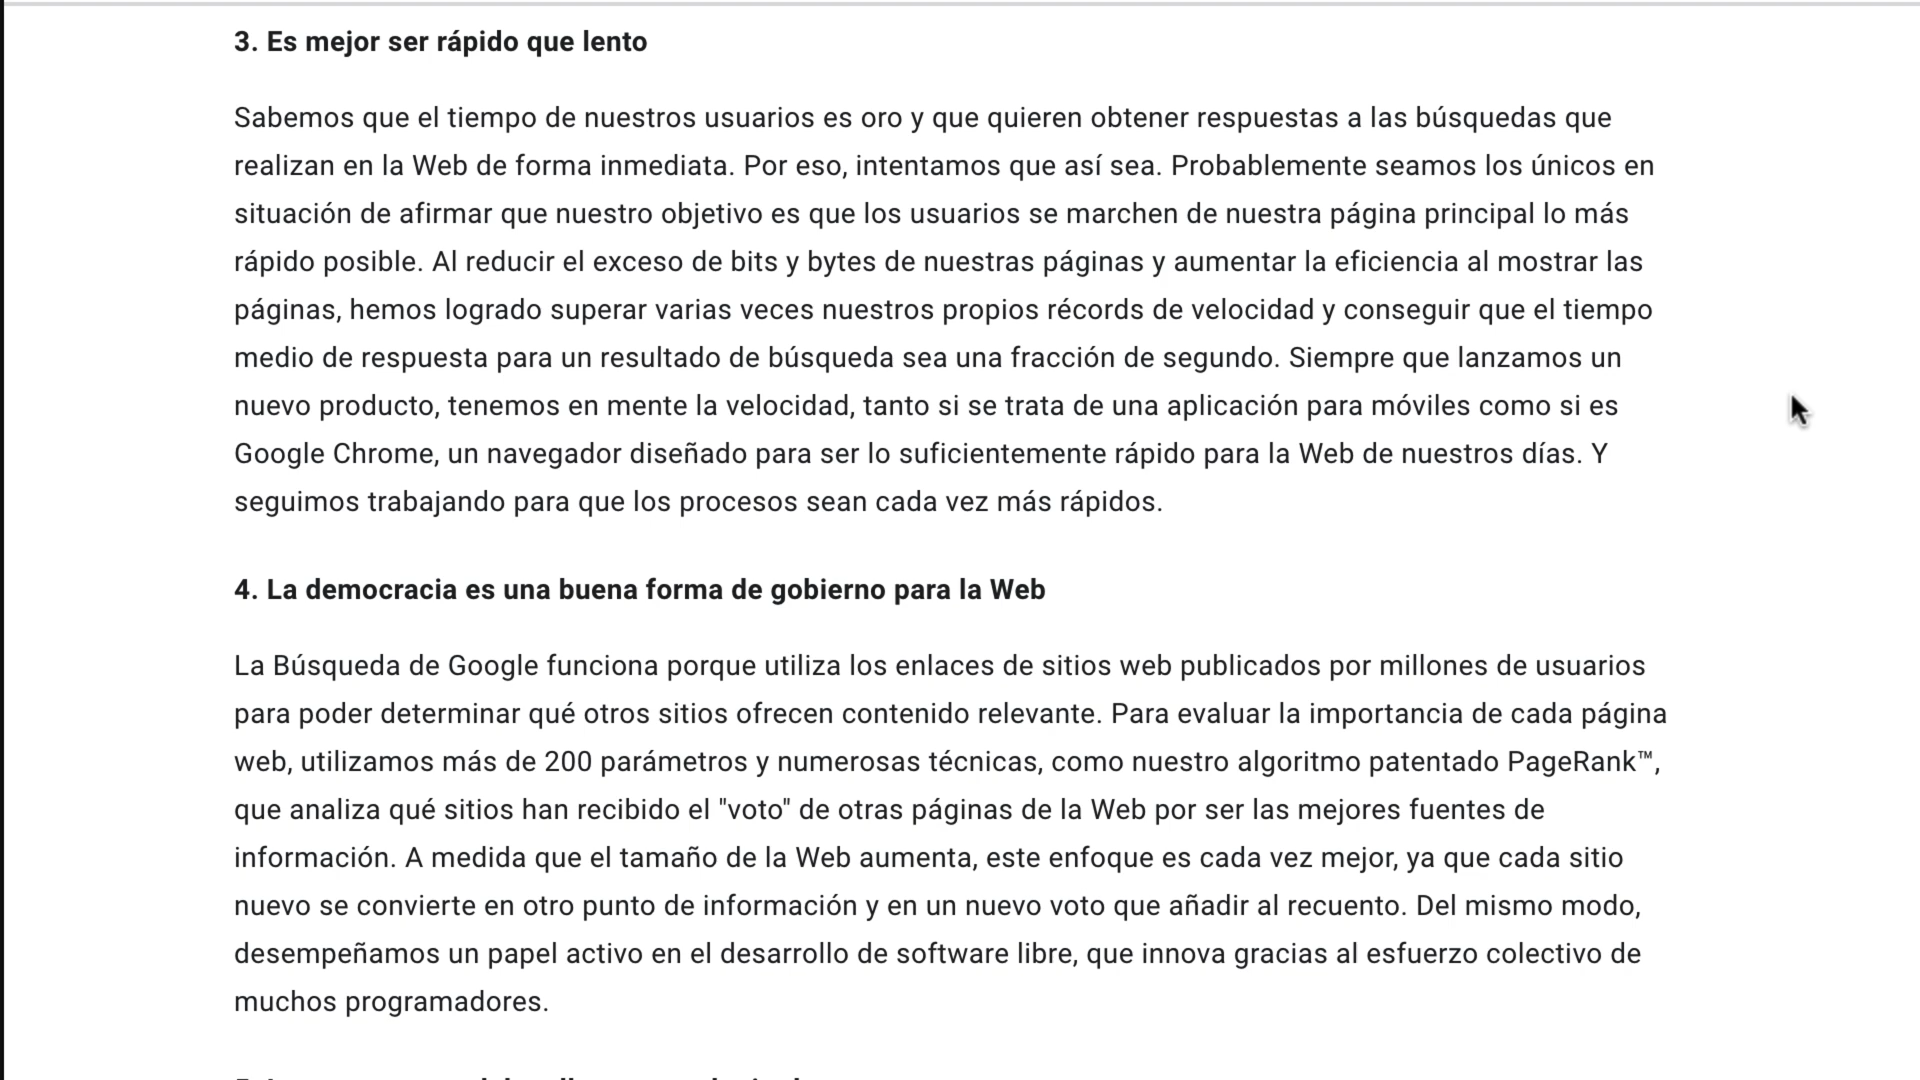 3. Es mejor ser rápido que lento
Sabemos que el tiempo de nuestros usuarios es oro y que quieren obtener respuestas a las búsquedas que
realizan en la Web de forma inmediata. Por eso, intentamos que así sea. Probablemente seamos los únicos en
situación de afirmar que nuestro objetivo es que los usuarios se marchen de nuestra página principal lo más
rápido posible. Al reducir el exceso de bits y bytes de nuestras páginas y aumentar la eficiencia al mostrar las
páginas, hemos logrado superar varias veces nuestros propios récords de velocidad y conseguir que el tiempo
medio de respuesta para un resultado de búsqueda sea una fracción de segundo. Siempre que lanzamos un
nuevo producto, tenemos en mente la velocidad, tanto si se trata de una aplicación para móviles como si es
Google Chrome, un navegador diseñado para ser lo suficientemente rápido para la Web de nuestros días. Y
seguimos trabajando para que los procesos sean cada vez más rápidos.
4. La democracia es una buena forma de gobierno para la Web
La Búsqueda de Google funciona porque utiliza los enlaces de sitios web publicados por millones de usuarios
para poder determinar qué otros sitios ofrecen contenido relevante. Para evaluar la importancia de cada página
web, utilizamos más de 200 parámetros y numerosas técnicas, como nuestro algoritmo patentado PageRank™,
que analiza qué sitios han recibido el "voto" de otras páginas de la Web por ser las mejores fuentes de
información. A medida que el tamaño de la Web aumenta, este enfoque es cada vez mejor, ya que cada sitio
nuevo se convierte en otro punto de información y en un nuevo voto que añadir al recuento. Del mismo modo,
desempeñamos un papel activo en el desarrollo de software libre, que innova gracias al esfuerzo colectivo de
muchos programadores.